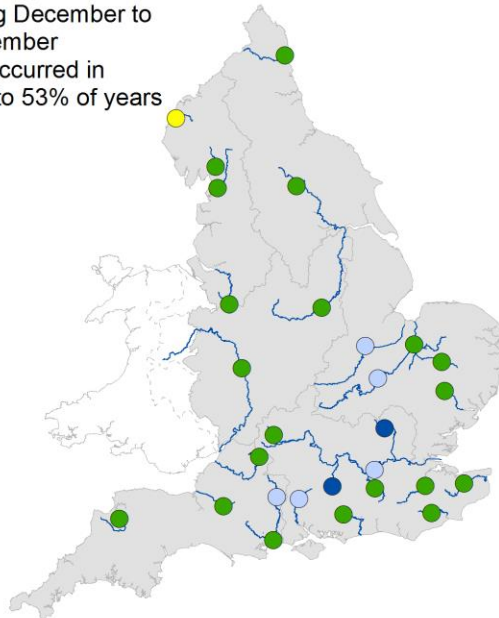 g December to
ember
ccurred in
to 53% of years